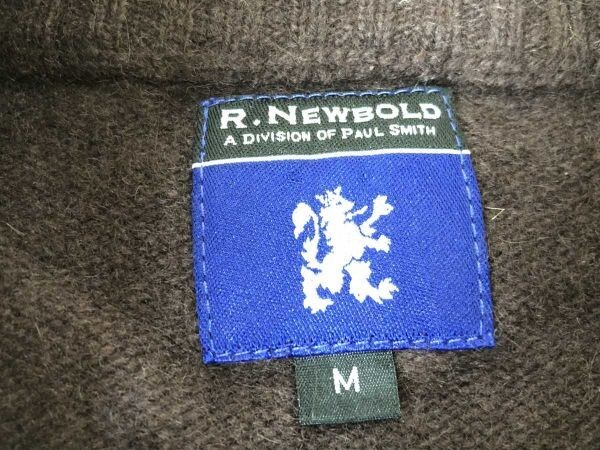 R. NEWBOLD
A DIVISION OF PAUL SMITH
M